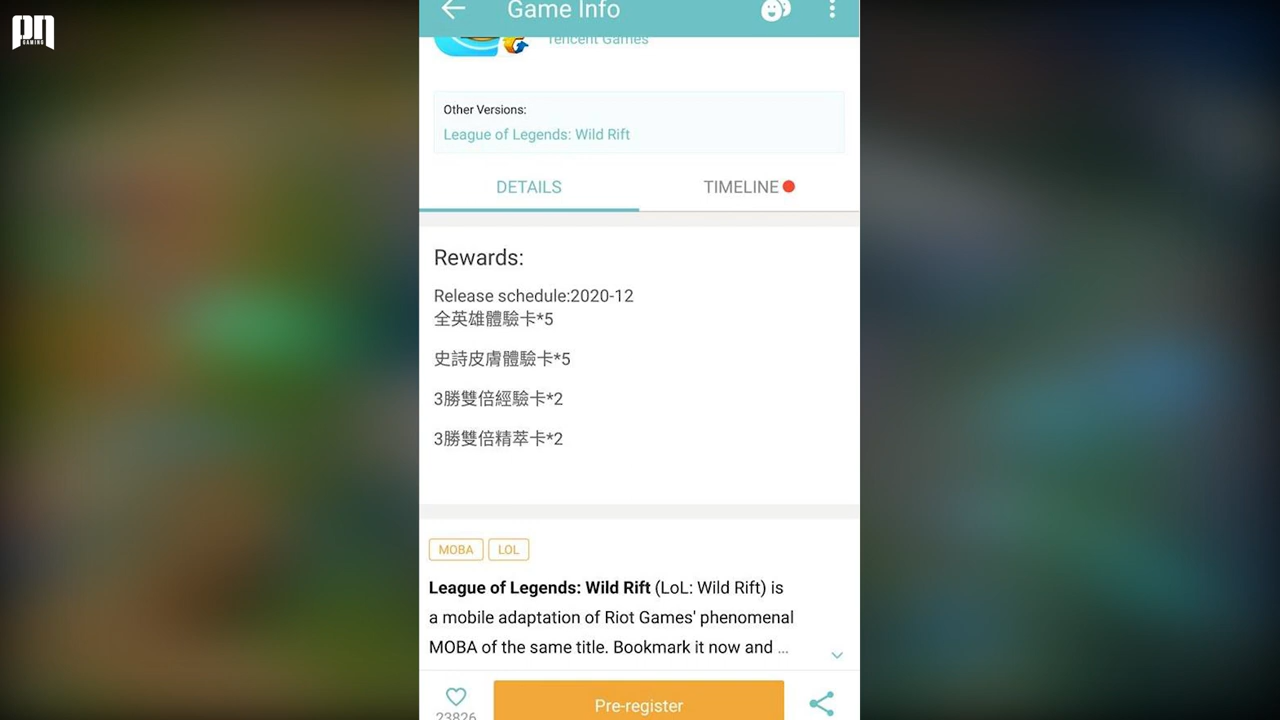 PN
GAMING
Game Info
Tencent Games
Other Versions:
League of Legends: Wild Rift
DETAILS
TIMELINE
Rewards:
Release schedule:2020-12
全英雄體驗卡*5
史詩皮膚體驗卡*5
3勝雙倍經驗卡*2
3勝雙倍精萃卡*2
MOBA
LOL
League of Legends: Wild Rift (LoL: Wild Rift) is
a mobile adaptation of Riot Games' phenomenal
MOBA of the same title. Bookmark it now and ...
23826
Pre-register